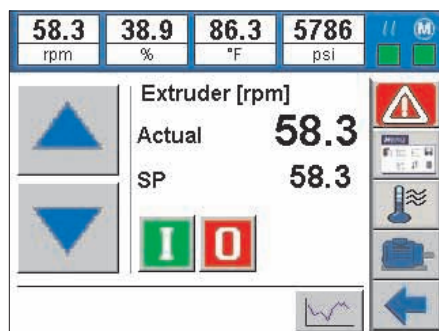 58.3 38.9 86.3 5786
rpm % °F psi
M
Extruder [rpm]
Actual 58.3
SP 58.3
I O